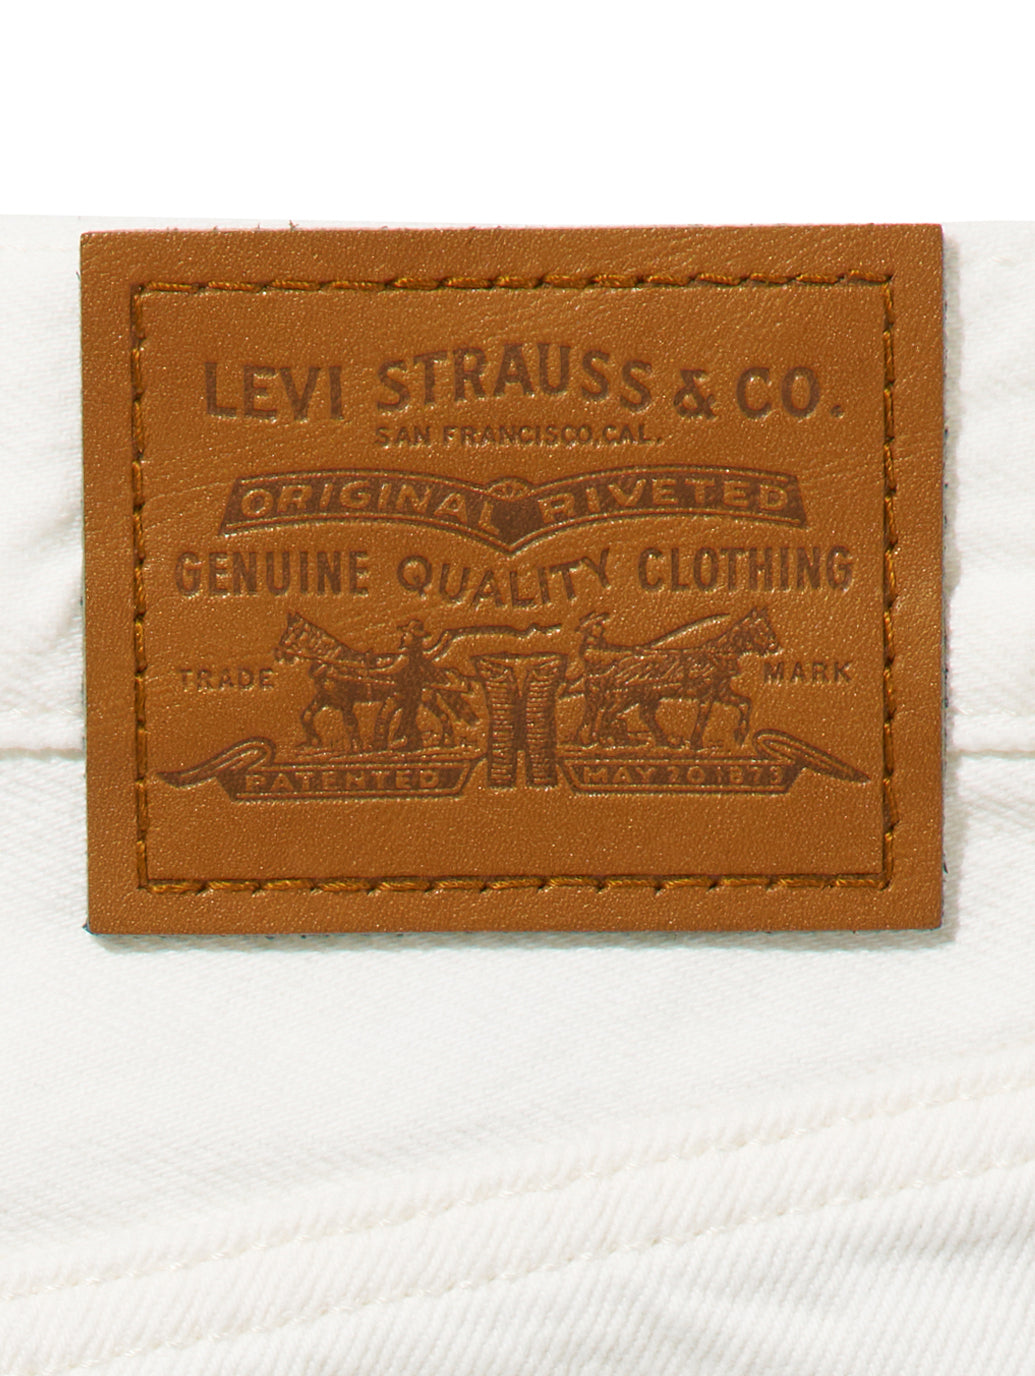 LEVI STRAUSS & CO.
SAN FRANCISCO, CAL.
ORIGINAL RIVETED
GENUINE QUALITY CLOTHING
TRADE MARK
PATENTED MAY 20 1873